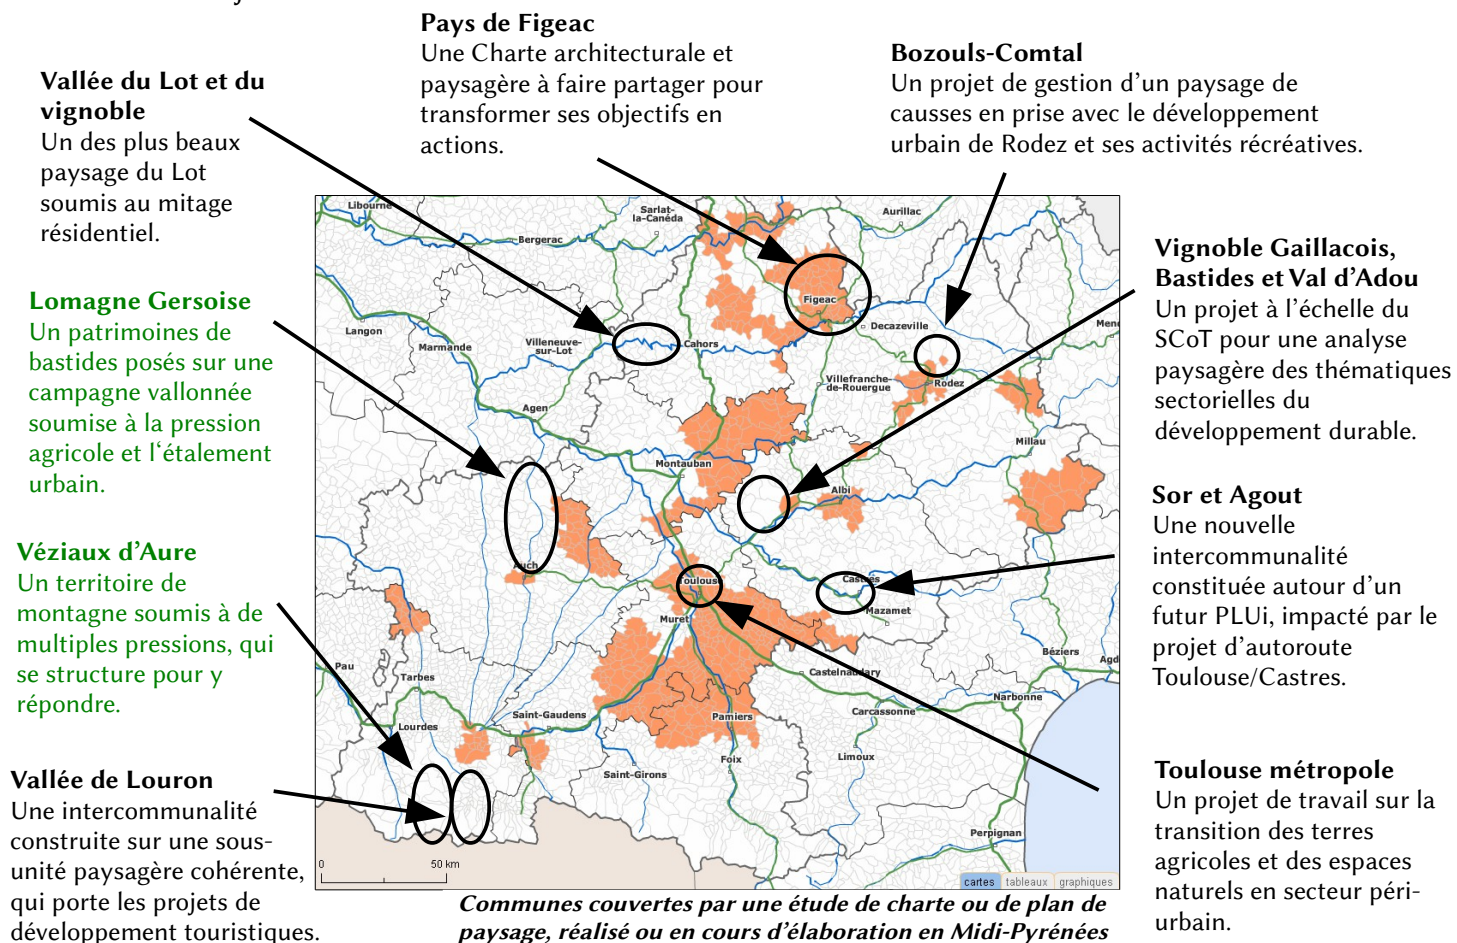 Pays de Figeac
Une Charte architecturale et
paysagère à faire partager pour
transformer ses objectifs en
actions.
Bozouls-Comtal
Un projet de gestion d'un paysage de
causses en prise avec le développement
urbain de Rodez et ses activités récréatives.
Vallée du Lot et du
vignoble
Un des plus beaux
paysage du Lot
soumis au mitage
résidentiel.
Lomagne Gersoise
Un patrimoines de
bastides posés sur une
campagne vallonnée
soumise à la pression
agricole et l'étalement
urbain.
Véziaux d'Aure
Un territoire de
montagne soumis à de
multiples pressions, qui
se structure pour y
répondre.
Vallée de Louron
Une intercommunalité
construite sur une sous-
unité paysagère cohérente,
qui porte les projets de
développement touristiques.
Vignoble Gaillacois,
Bastides et Val d'Adou
Un projet à l'échelle du
SCoT pour une analyse
paysagère des thématiques
sectorielles du
développement durable.
Sor et Agout
Une nouvelle
intercommunalité
constituée autour d'un
futur PLUi, impacté par le
projet d'autoroute
Toulouse/Castres.
Toulouse métropole
Un projet de travail sur la
transition des terres
agricoles et des espaces
naturels en secteur péri-
urbain.
Libourne
Sarlat-
la-Canéda
Aurillac
Bergerac
Figeac
Langon
Marmande
Villeneuve-
sur-Lot
Cahors
Decazeville
Mend
Villefranche-
de-Rouergue
Rodez
Agen
Millau
Montauban
Albi
Auch
Toulouse
Castres
Mazamet
Muret
Pau
Tarbes
Castelnaudary
Béziers
Agd
Narbonne
Lourdes
Saint-Gaudens
Pamiers
Carcassonne
Limoux
Foix
Saint-Girons
Perpignan
0
50 km
cartes
tableaux
graphiques
Communes couvertes par une étude de charte ou de plan de
paysage, réalisé ou en cours d'élaboration en Midi-Pyrénées